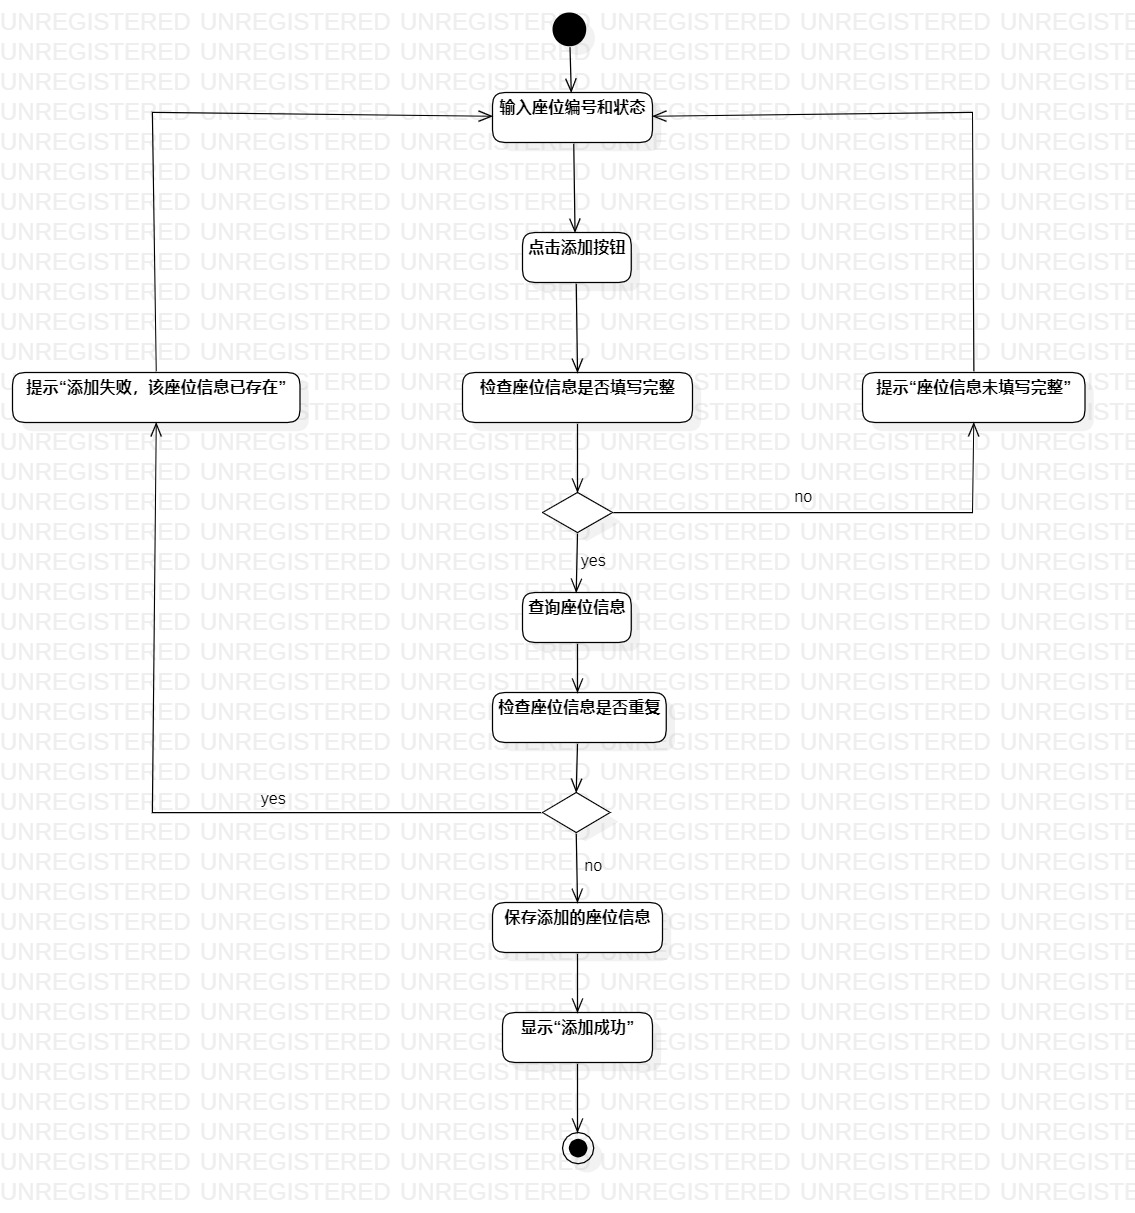 输入座位编号和状态
点击添加按钮
提示“添加失败，该座位信息已存在”
检查座位信息是否填写完整
提示“座位信息未填写完整”
no
yes
查询座位信息
检查座位信息是否重复
yes
no
保存添加的座位信息
显示“添加成功”
UNREGISTERED